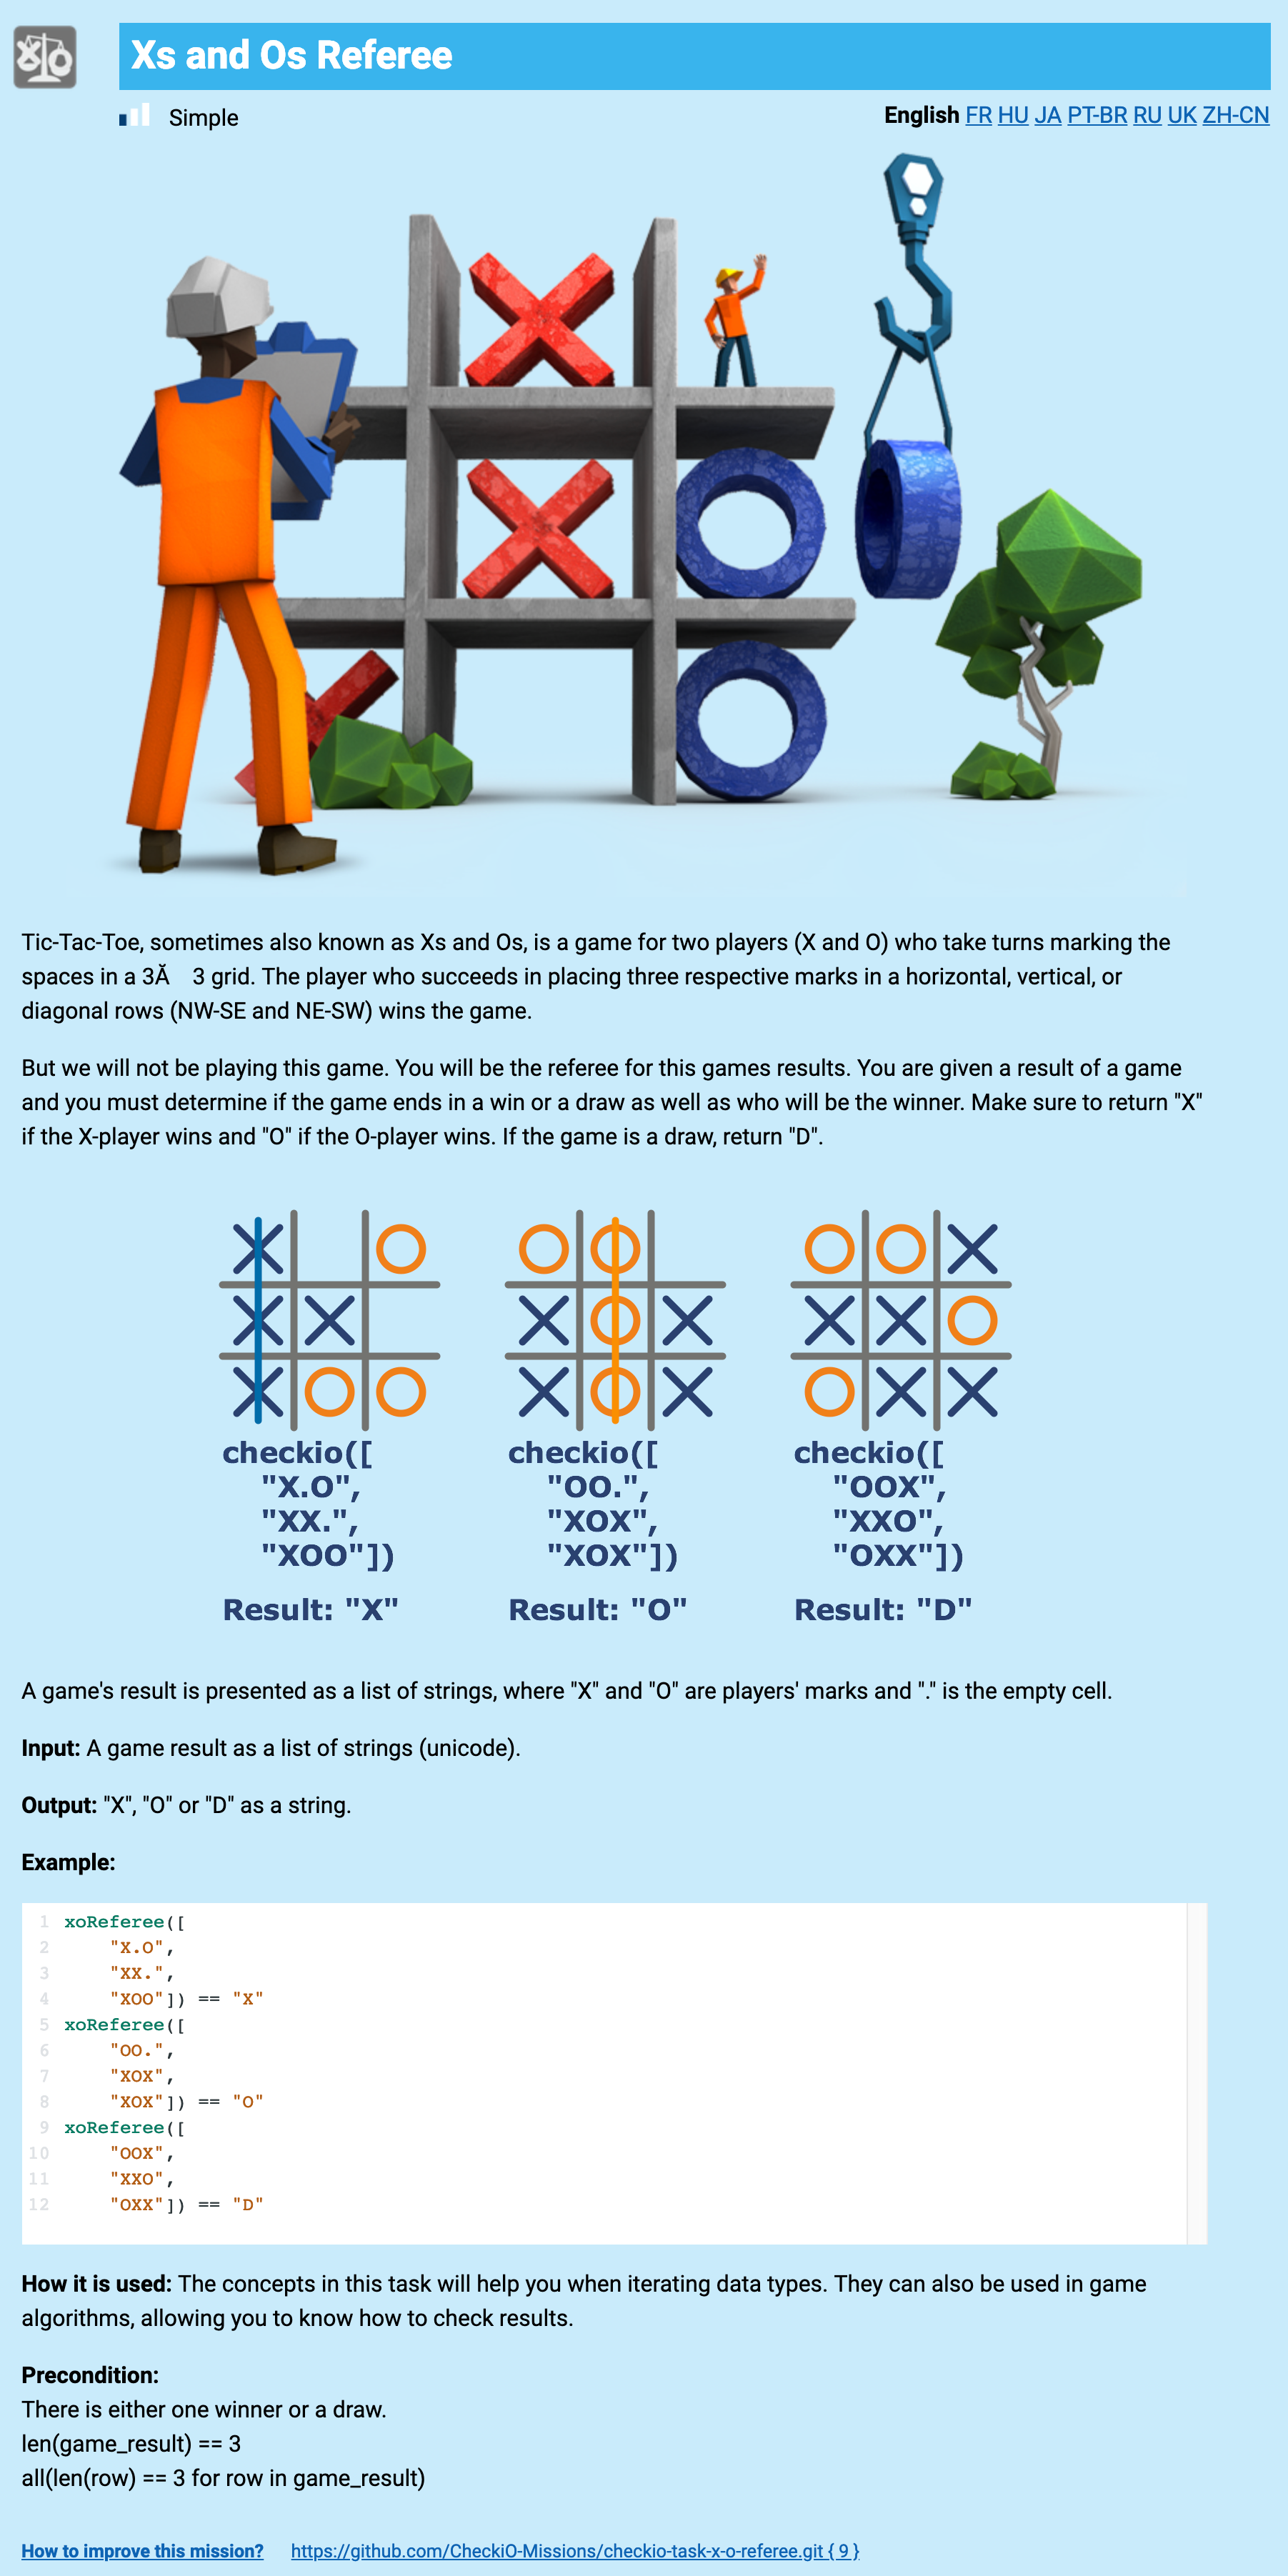 Xs and Os Referee
Simple
English FR HU JA PT-BR RU UK ZH-CN
Tic-Tac-Toe, sometimes also known as Xs and Os, is a game for two players (X and O) who take turns marking the
spaces in a 3Ă 3 grid. The player who succeeds in placing three respective marks in a horizontal, vertical, or
diagonal rows (NW-SE and NE-SW) wins the game.
But we will not be playing this game. You will be the referee for this games results. You are given a result of a game
and you must determine if the game ends in a win or a draw as well as who will be the winner. Make sure to return "X"
if the X-player wins and "O" if the O-player wins. If the game is a draw, return "D".
checkio([
"X.O",
"XX.",
"XOO"])
Result: "X"
checkio([
"OO.",
"XOX",
"XOX"])
Result: "O"
checkio([
"OOX",
"XXO",
"OXX"])
Result: "D"
A game's result is presented as a list of strings, where "X" and "O" are players' marks and "." is the empty cell.
Input: A game result as a list of strings (unicode).
Output: "X", "O" or "D" as a string.
Example:
1 xoReferee([
2 "X.O",
3 "XX.",
4 "XOO"]) == "X"
5 xoReferee([
6 "OO.",
7 "XOX",
8 "XOX"]) == "O"
9 xoReferee([
10 "OOX",
11 "XXO",
12 "OXX"]) == "D"
How it is used: The concepts in this task will help you when iterating data types. They can also be used in game
algorithms, allowing you to know how to check results.
Precondition:
There is either one winner or a draw.
len(game_result) == 3
all(len(row) == 3 for row in game_result)
How to improve this mission? https://github.com/CheckiO-Missions/checkio-task-x-o-referee.git { 9 }